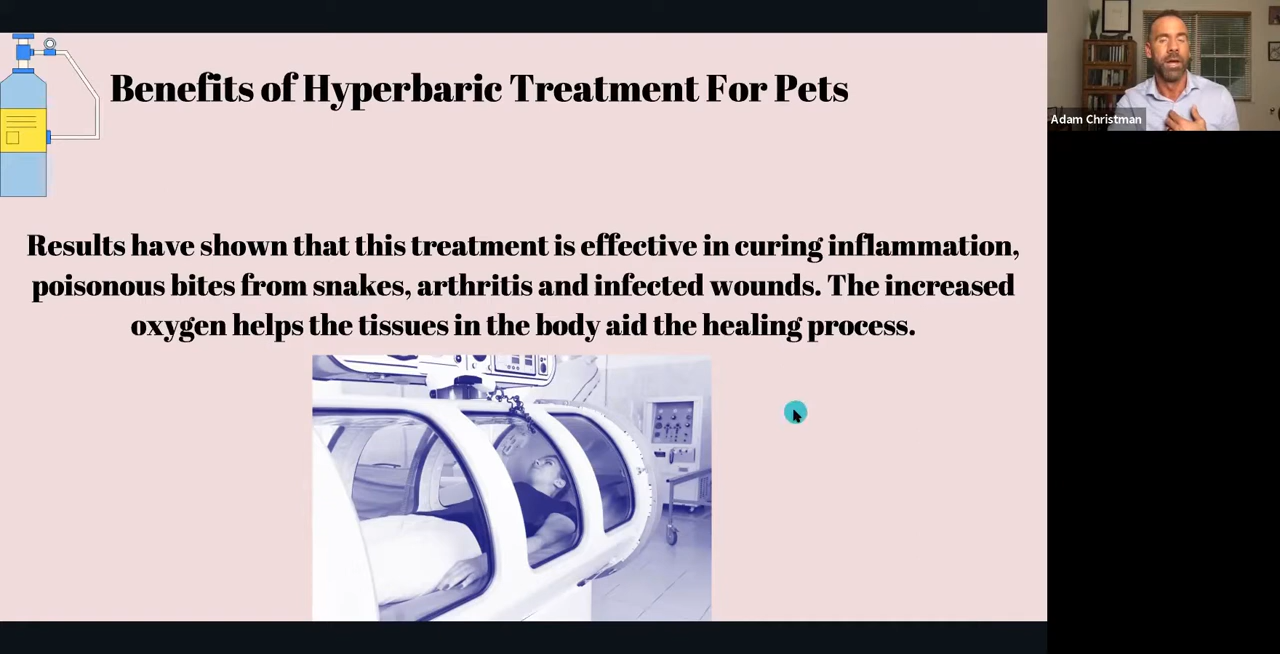 Benefits of Hyperbaric Treatment For Pets
Adam Christman
Results have shown that this treatment is effective in curing inflammation,
poisonous bites from snakes, arthritis and infected wounds. The increased
oxygen helps the tissues in the body aid the healing process.